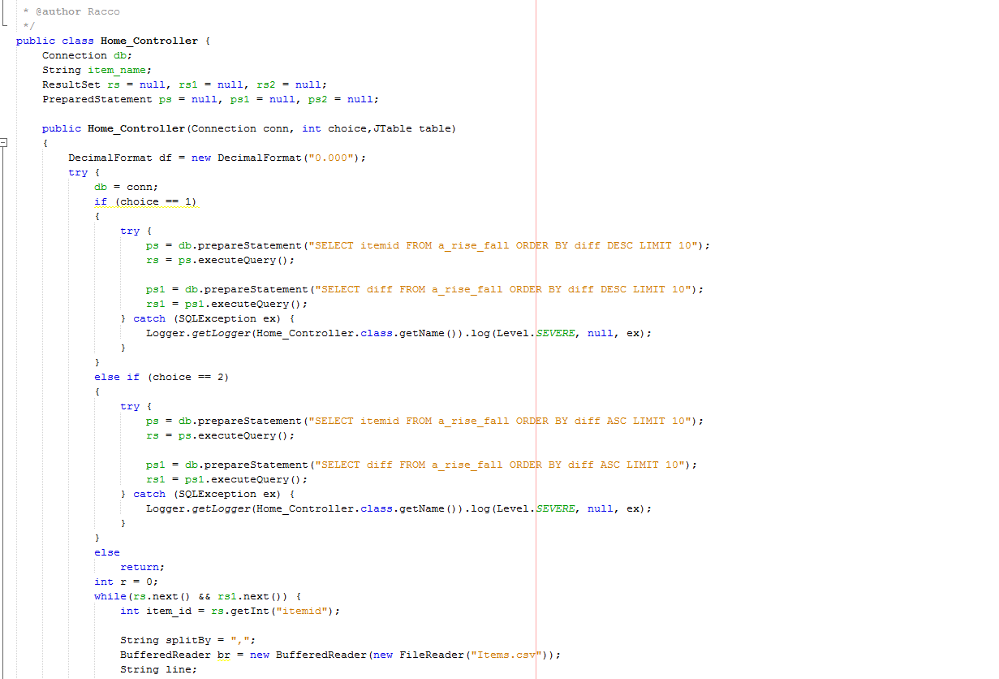 * @author Racco
*/
public class Home_Controller {
    Connection db;
    String item_name;
    ResultSet rs = null, rs1 = null, rs2 = null;
    PreparedStatement ps = null, ps1 = null, ps2 = null;

    public Home_Controller(Connection conn, int choice,JTable table)
    {
        DecimalFormat df = new DecimalFormat("0.000");
        try {
            db = conn;
            if (choice == 1)
            {
                try {
                    ps = db.prepareStatement("SELECT itemid FROM a_rise_fall ORDER BY diff DESC LIMIT 10");
                    rs = ps.executeQuery();

                    ps1 = db.prepareStatement("SELECT diff FROM a_rise_fall ORDER BY diff DESC LIMIT 10");
                    rs1 = ps1.executeQuery();
                } catch (SQLException ex) {
                    Logger.getLogger(Home_Controller.class.getName()).log(Level.SEVERE, null, ex);
                }
            }
            else if (choice == 2)
            {
                try {
                    ps = db.prepareStatement("SELECT itemid FROM a_rise_fall ORDER BY diff ASC LIMIT 10");
                    rs = ps.executeQuery();

                    ps1 = db.prepareStatement("SELECT diff FROM a_rise_fall ORDER BY diff ASC LIMIT 10");
                    rs1 = ps1.executeQuery();
                } catch (SQLException ex) {
                    Logger.getLogger(Home_Controller.class.getName()).log(Level.SEVERE, null, ex);
                }
            }
            else
                return;
            int r = 0;
            while(rs.next() && rs1.next()) {
                int item_id = rs.getInt("itemid");

                String splitBy = ",";
                BufferedReader br = new BufferedReader(new FileReader("Items.csv"));
                String line;